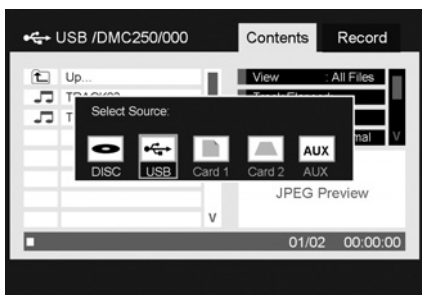 USB /DMC250/000 Contents Record
Up... View : All Files
Select Source:
AUX
DISC USB Card 1 Card 2 AUX
JPEG Preview
01/02 00:00:00